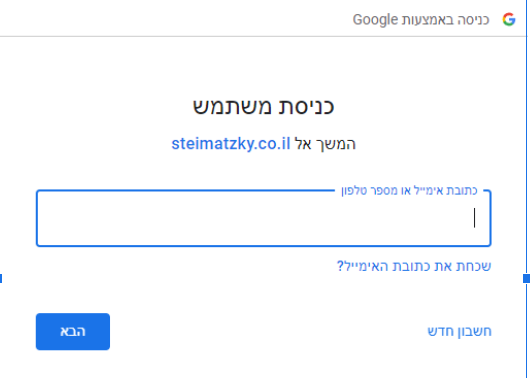 כניסה באמצעות Google
כניסת משתמש
המשך אל steimatzky.co.il
כתובת אימייל או מספר טלפון
שכחת את כתובת האימייל?
חשבון חדש
הבא